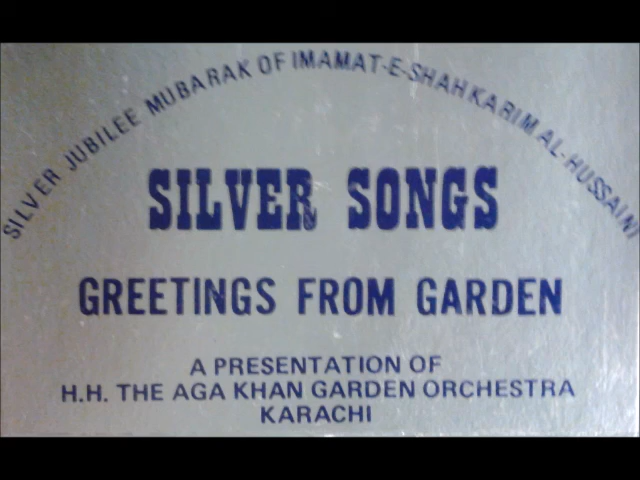 SILVER JUBILEE MUBARAK OF IMAMAT-E-SHAH KARIM AL-HUSSAINI
SILVER SONGS
GREETINGS FROM GARDEN
A PRESENTATION OF
H.H. THE AGA KHAN GARDEN ORCHESTRA
KARACHI